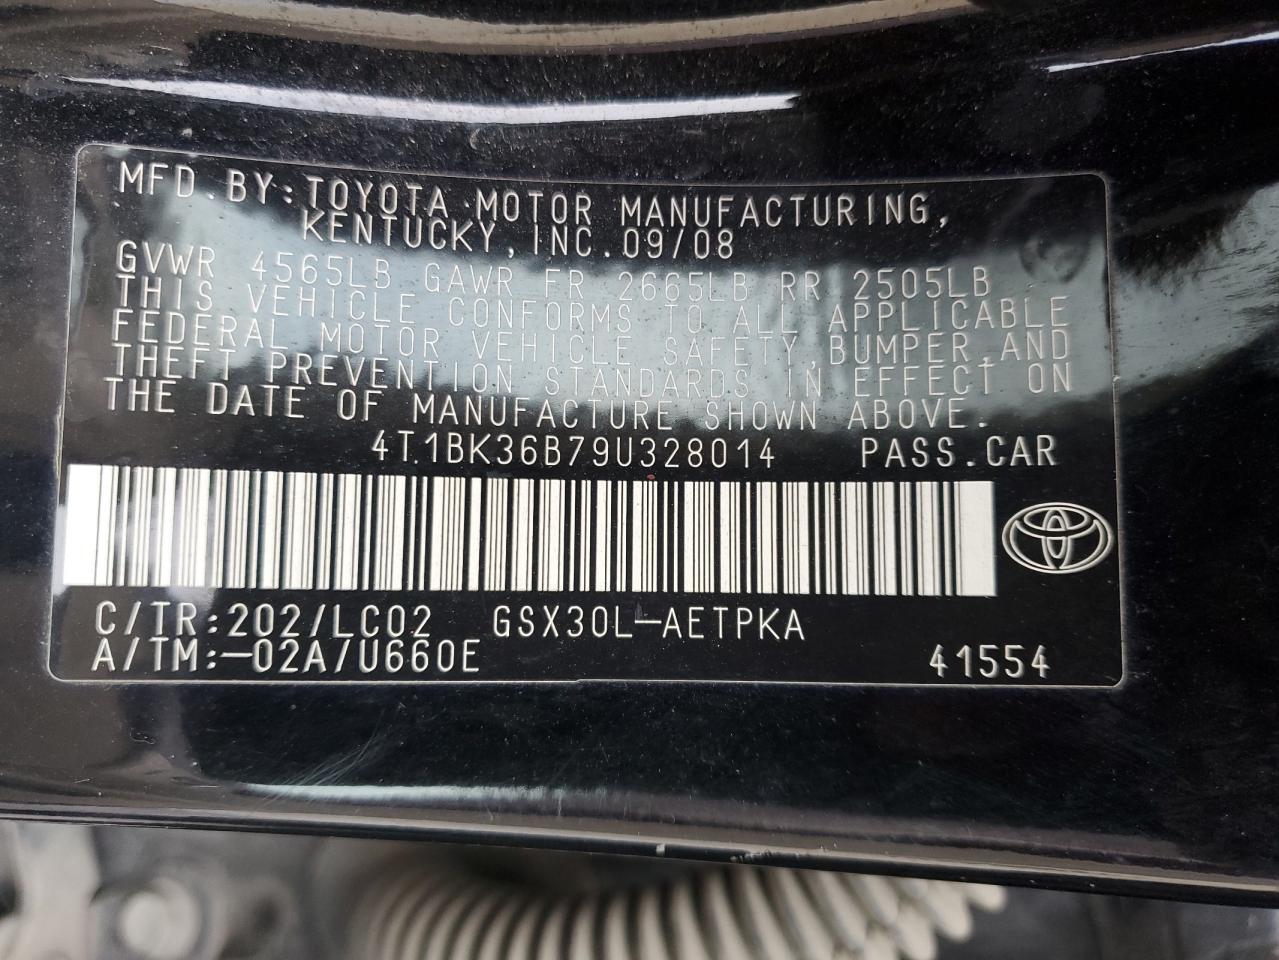 MFD.BY:TOYOTA MOTOR MANUFACTURING,
KENTUCKY,INC.09/08
GVWR 4565LB GAWR FR 2665LB RR 2505LB
THIS VEHICLE CONFORMS TO ALL APPLICABLE
FEDERAL MOTOR VEHICLE SAFETY,BUMPER,AND
THEFT PREVENTION STANDARDS IN EFFECT ON
THE DATE OF MANUFACTURE SHOWN ABOVE.
4T1BK36B79U328014 PASS.CAR
C/TR:202/LC02 GSX30L-AETPKA
A/TM:-02A/U660E 41554